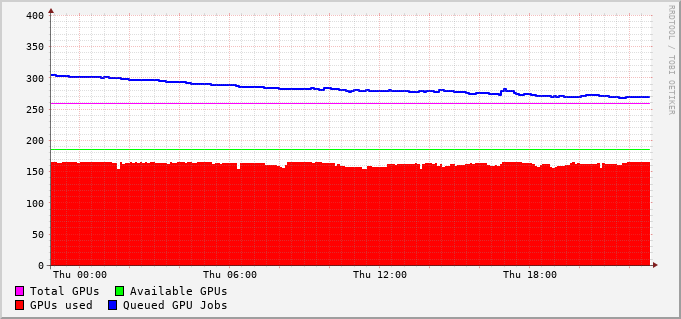 400
350
300
250
200
150
100
50
0
Thu 00:00 Thu 06:00 Thu 12:00 Thu 18:00
Total GPUs Available GPUs
GPUs used Queued GPU Jobs
RRDTOOL / TOBI OETIKER